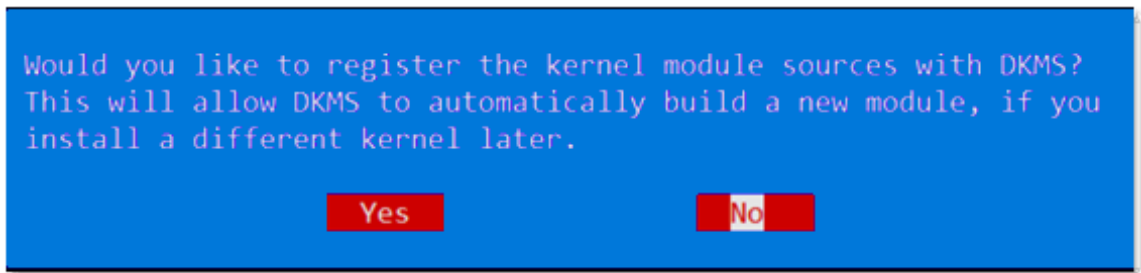 Would you like to register the kernel module sources with DKMS?
This will allow DKMS to automatically build a new module, if you
install a different kernel later.
Yes No